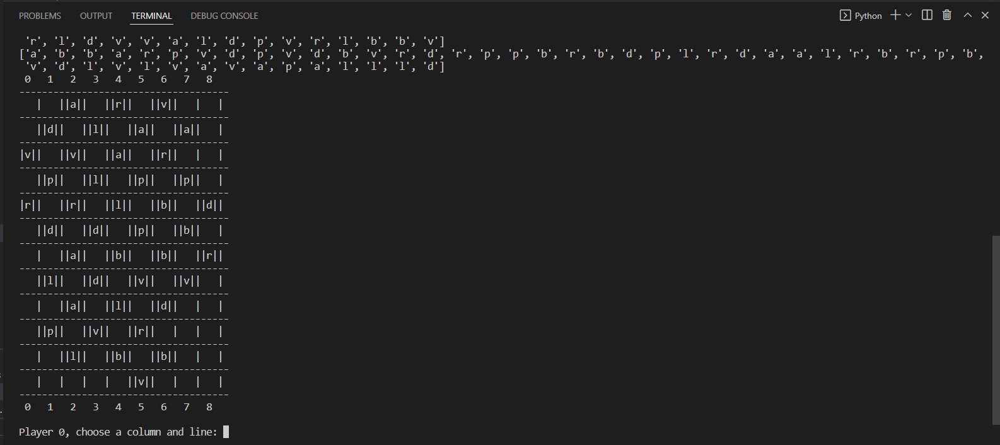 PROBLEMS OUTPUT TERMINAL DEBUG CONSOLE Python
 'r', 'l', 'd', 'v', 'v', 'a', 'l', 'd', 'p', 'v', 'r', 'l', 'b', 'b', 'v']
['a', 'b', 'b', 'a', 'r', 'p', 'v', 'd', 'p', 'v', 'd', 'b', 'v', 'r', 'd', 'r', 'p', 'p', 'b', 'r', 'b', 'd', 'p', 'l', 'r', 'd', 'a', 'a', 'l', 'r', 'b', 'r', 'p', 'b',
 'v', 'd', 'l', 'v', 'l', 'v', 'a', 'v', 'a', 'p', 'a', 'l', 'l', 'l', 'd']
 0   1   2   3   4   5   6   7   8
-------------------------------------
   |   ||a||   ||r||   ||v||   |   |
-------------------------------------
   ||d||   ||l||   ||a||   ||a||   |
-------------------------------------
|v||   ||v||   ||a||   ||r||   |   |
-------------------------------------
   ||p||   ||l||   ||p||   ||p||   |
-------------------------------------
|r||   ||r||   ||l||   ||b||   ||d||
-------------------------------------
   ||d||   ||d||   ||p||   ||b||   |
-------------------------------------
   |   ||a||   ||b||   ||b||   ||r||
-------------------------------------
   ||l||   ||d||   ||v||   ||v||   |
-------------------------------------
   |   ||a||   ||l||   ||d||   |   |
-------------------------------------
   ||p||   ||v||   ||r||   |   |   |
-------------------------------------
   |   ||l||   ||b||   ||b||   |   |
-------------------------------------
   |   |   |   |   ||v||   |   |   |
-------------------------------------
 0   1   2   3   4   5   6   7   8
Player 0, choose a column and line: